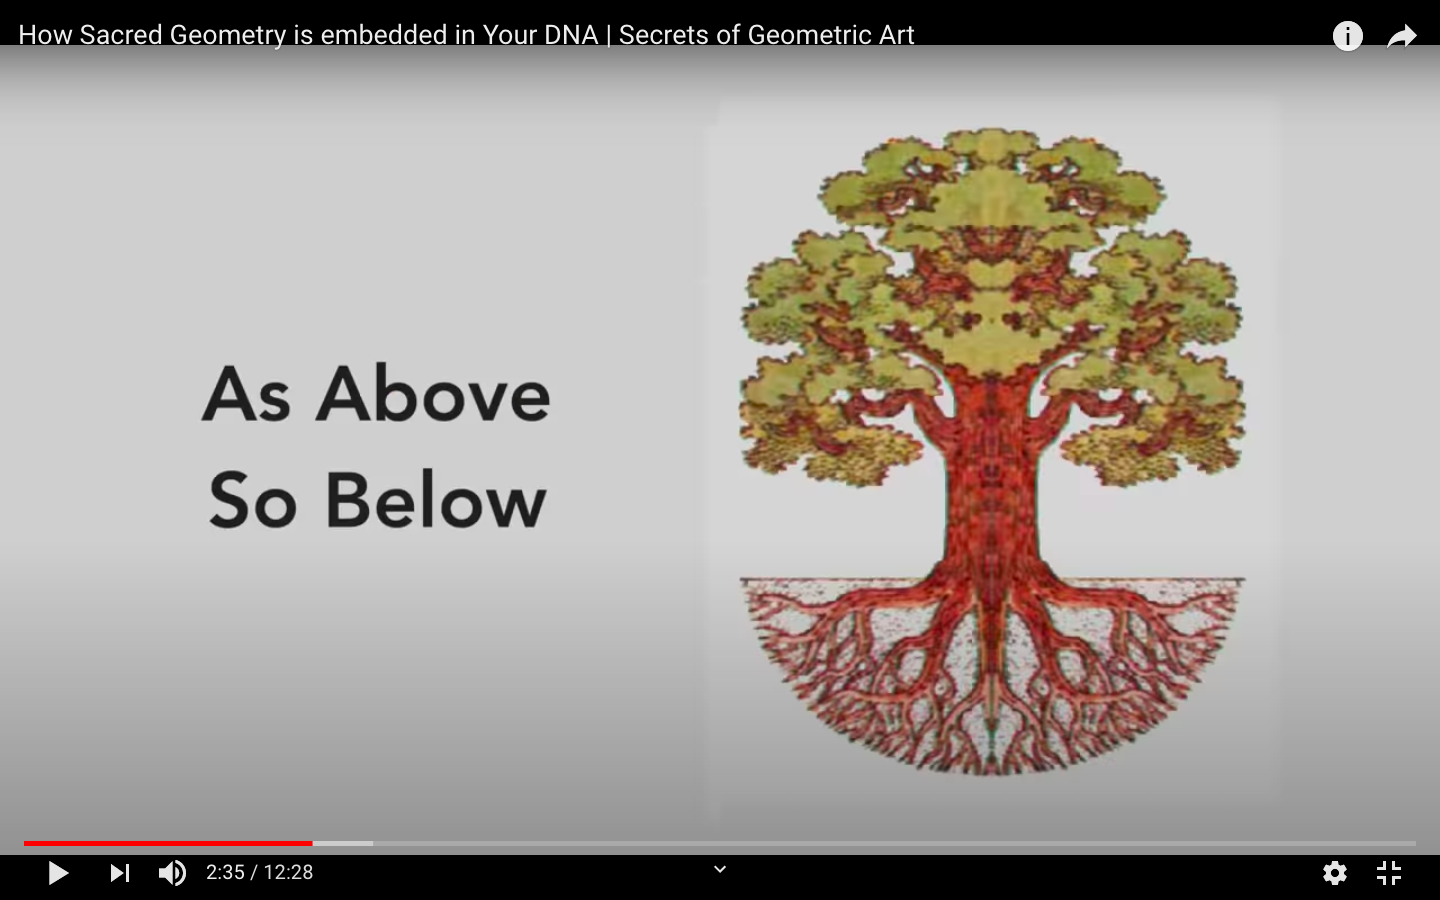 How Sacred Geometry is embedded in Your DNA | Secrets of Geometric Art
As Above
So Below
2:35 / 12:28